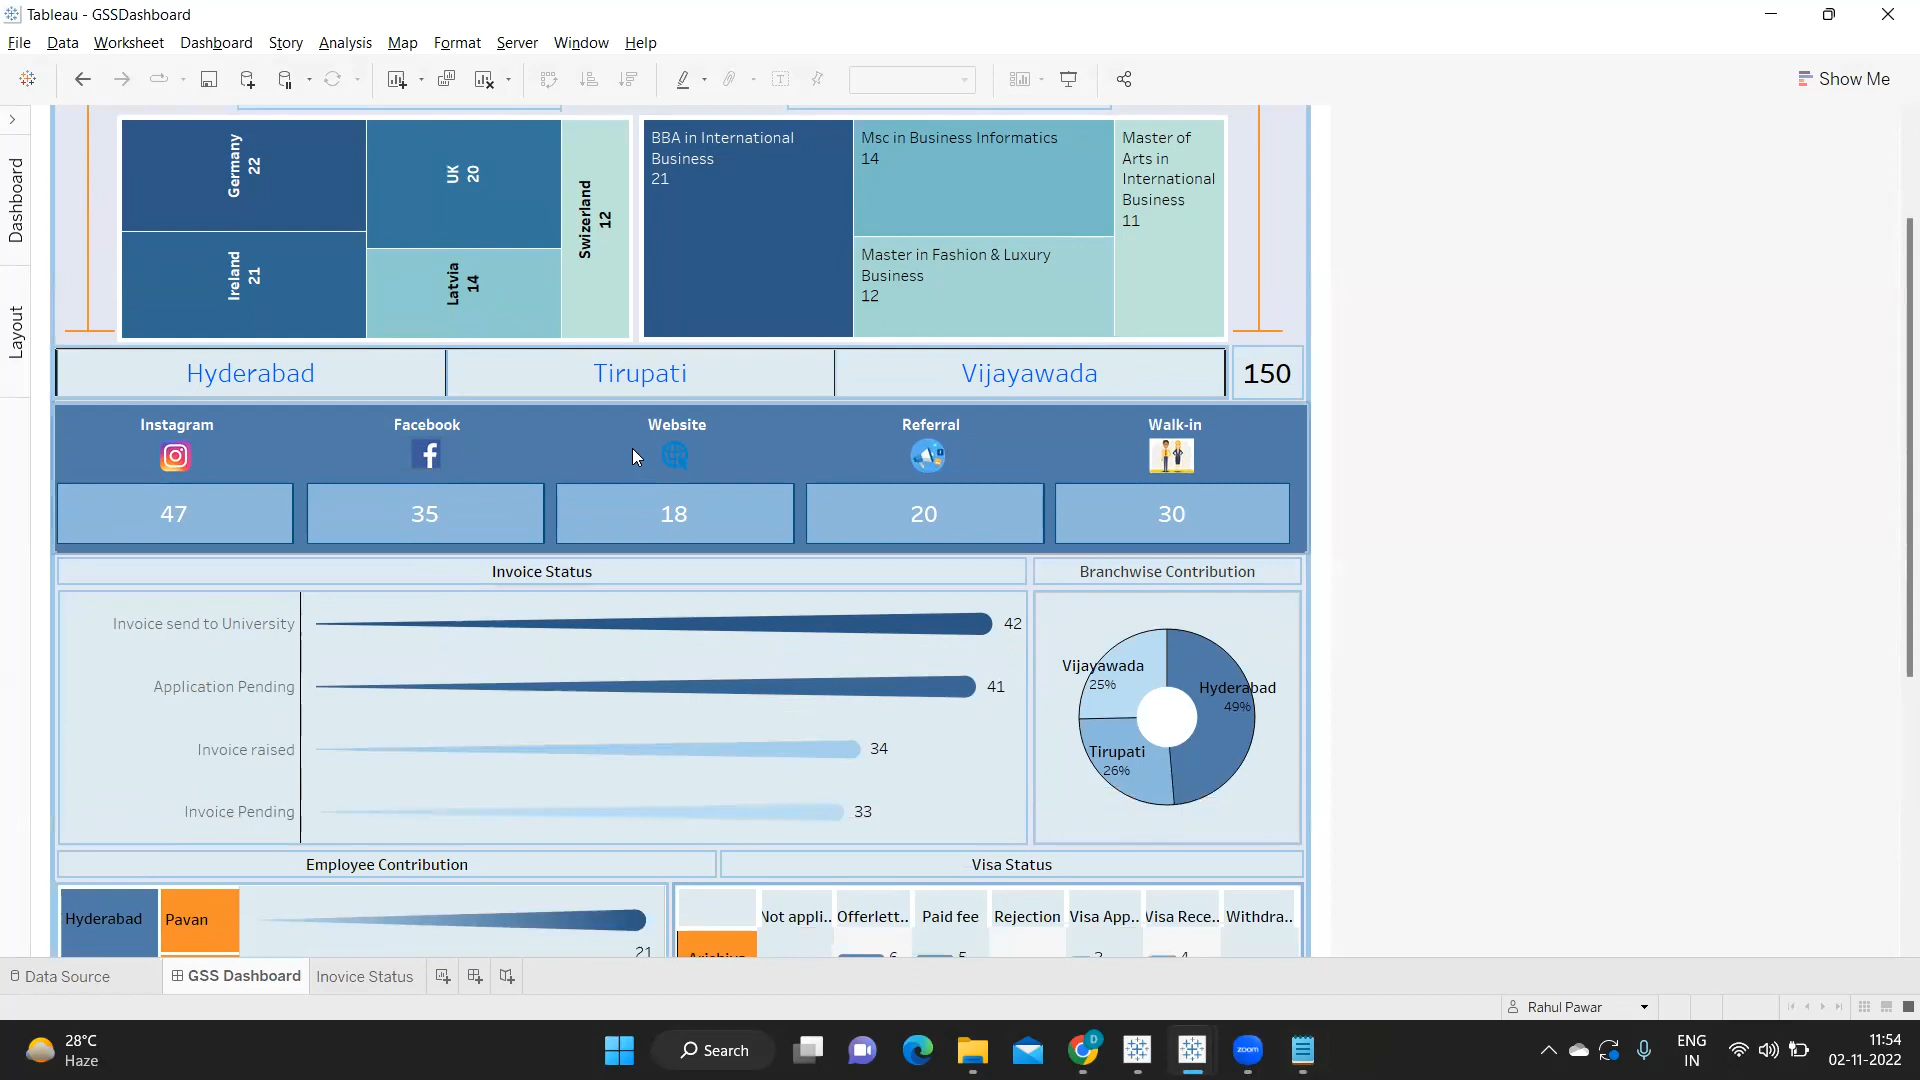 Tableau - GSSDashboard
File Data Worksheet Dashboard Story Analysis Map Format Server Window Help
Show Me
Dashboard
Layout
Germany
22
Ireland
21
UK
20
Latvia
14
Swizerland
12
BBA in International
Business
21
Msc in Business Informatics
14
Master in Fashion & Luxury
Business
12
Master of
Arts in
International
Business
11
Hyderabad Tirupati Vijayawada 150
Instagram Facebook Website Referral Walk-in
47 35 18 20 30
Invoice Status
Branchwise Contribution
Invoice send to University 42
Application Pending 41
Invoice raised 34
Invoice Pending 33
Vijayawada
25%
Hyderabad
49%
Tirupati
26%
Employee Contribution
Visa Status
Hyderabad Pavan
21
Not appli.. Offerlett.. Paid fee Rejection Visa App.. Visa Rece.. Withdra..
6 5 4
Data Source GSS Dashboard Inovice Status
Rahul Pawar
28°C
Haze
Search
zoom
D
ENG
IN
11:54
02-11-2022